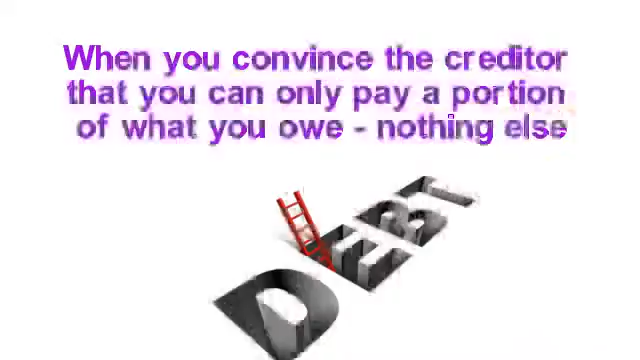 When you convince the creditor
that you can only pay a portion
of what you owe - nothing else
DEBT